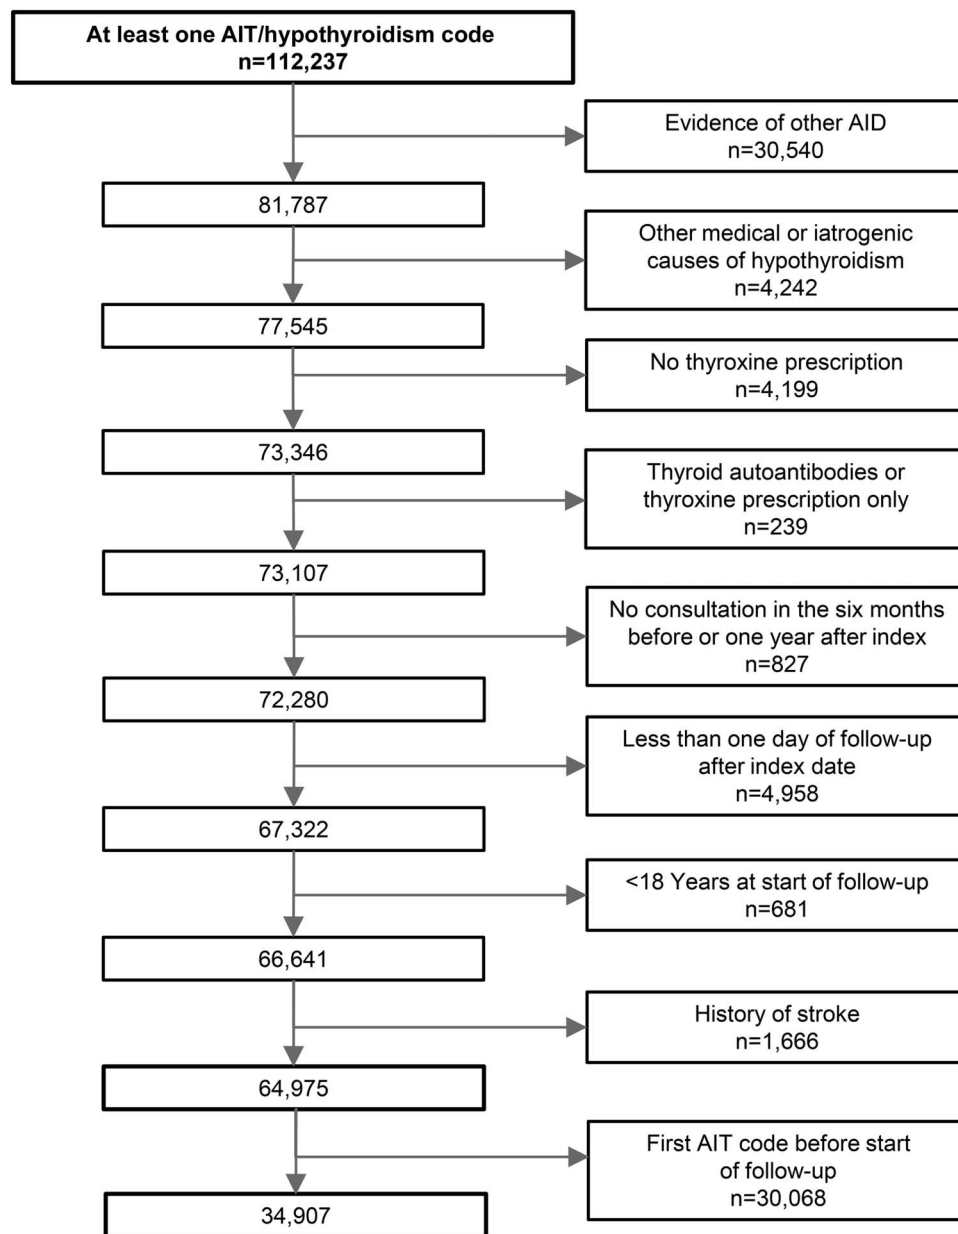 At least one AIT/hypothyroidism code
n=112,237
Evidence of other AID
n=30,540
81,787
Other medical or iatrogenic
causes of hypothyroidism
n=4,242
77,545
No thyroxine prescription
n=4,199
73,346
Thyroid autoantibodies or
thyroxine prescription only
n=239
73,107
No consultation in the six months
before or one year after index
n=827
72,280
Less than one day of follow-up
after index date
n=4,958
67,322
<18 Years at start of follow-up
n=681
66,641
History of stroke
n=1,666
64,975
First AIT code before start
of follow-up
n=30,068
34,907